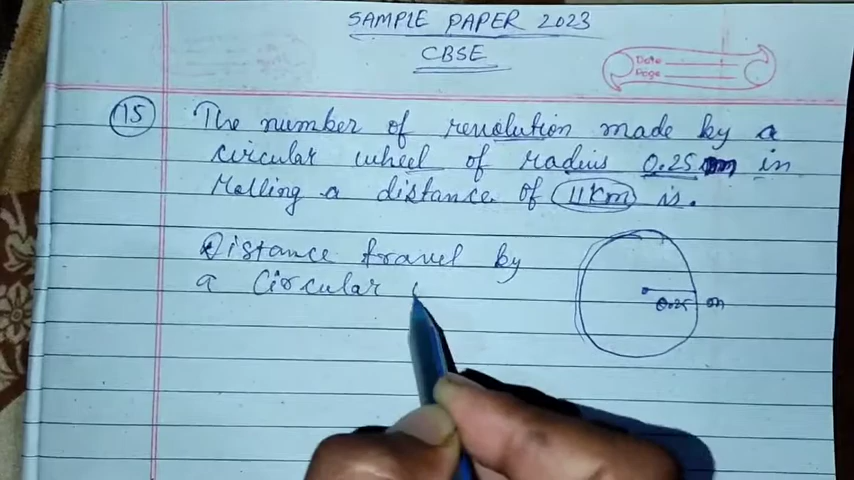 SAMPLE PAPER 2023
CBSE
Date
Page
15 The number of revolution made by a
circular wheel of radius 0.25 m in
rolling a distance of 11 km is.
Distance travel by
a Circular
0.25 m